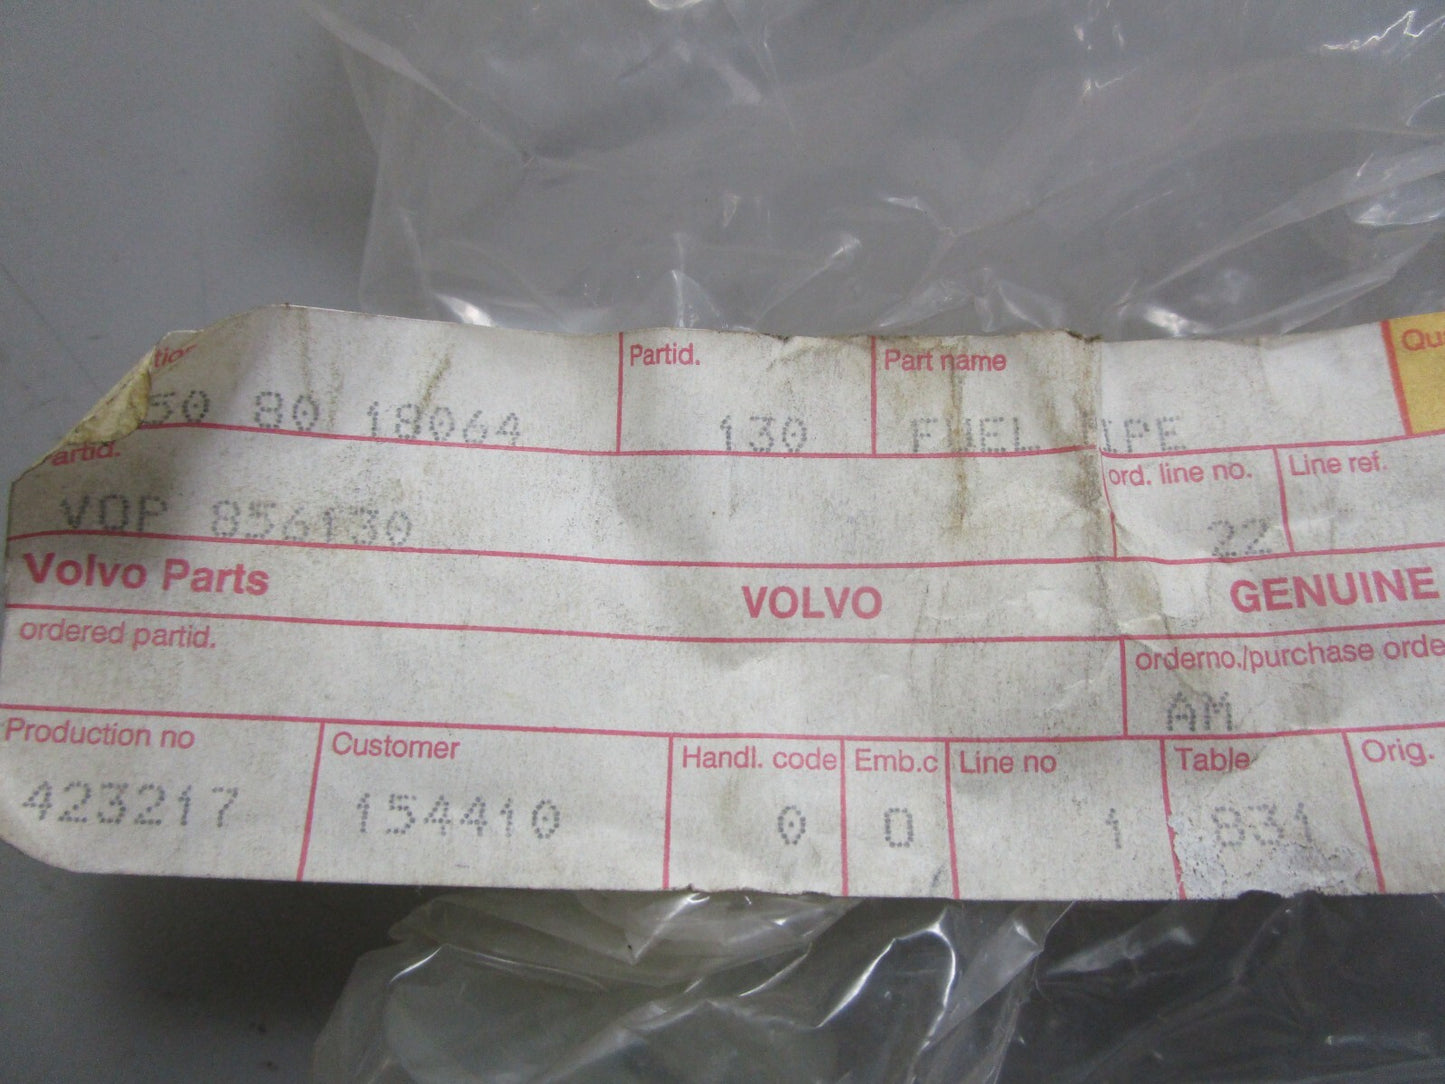 Partid. Part name
50 80 18064 130 FUEL IPE
artid. ord. line no. Line ref.
VOP 856130 22
Volvo Parts VOLVO GENUINE
ordered partid. orderno./purchase orde
AM
Production no Customer Handl. code Emb.c Line no Table Orig.
423217 154410 0 0 1 831